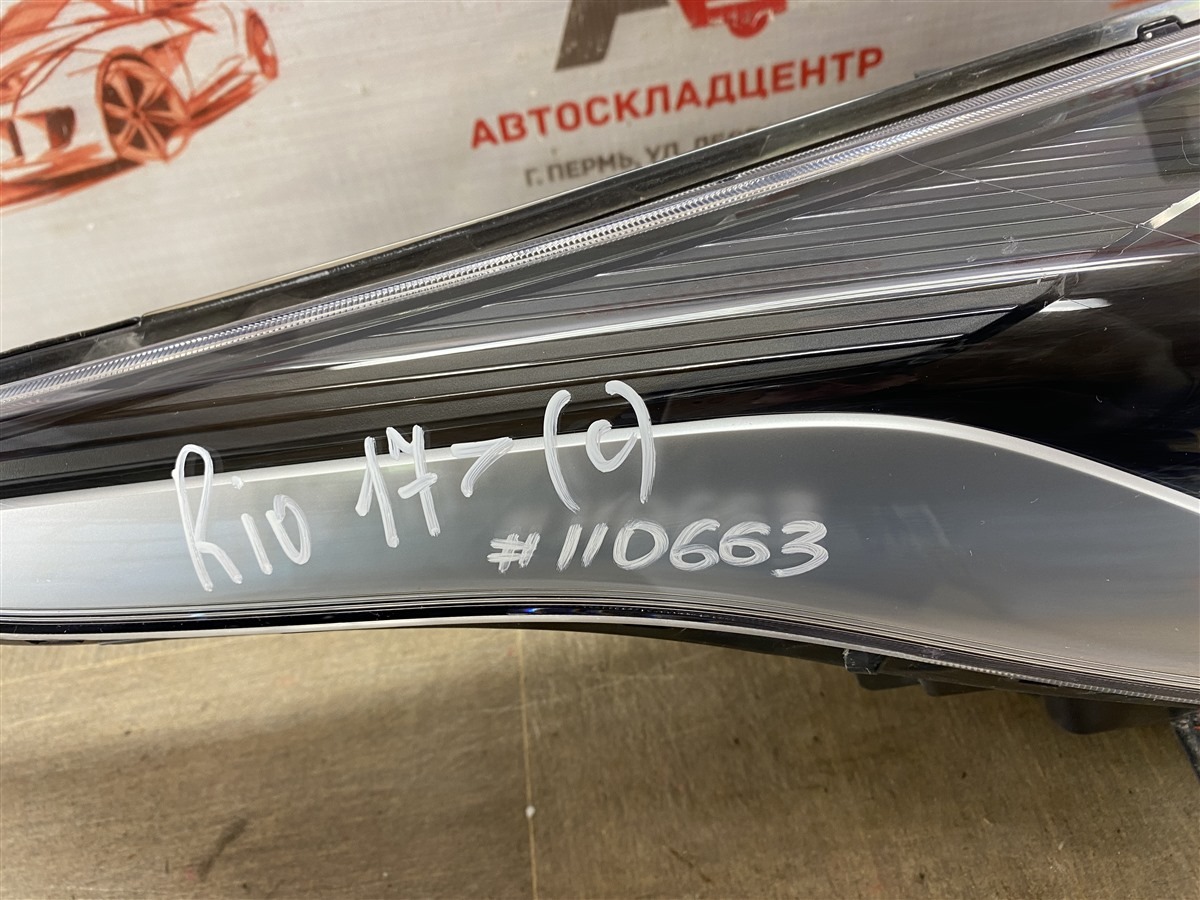 АВТОСКЛАДЦЕНТР
Г. ПЕРМЬ, УЛ.
Rio 17- (c)
#110663